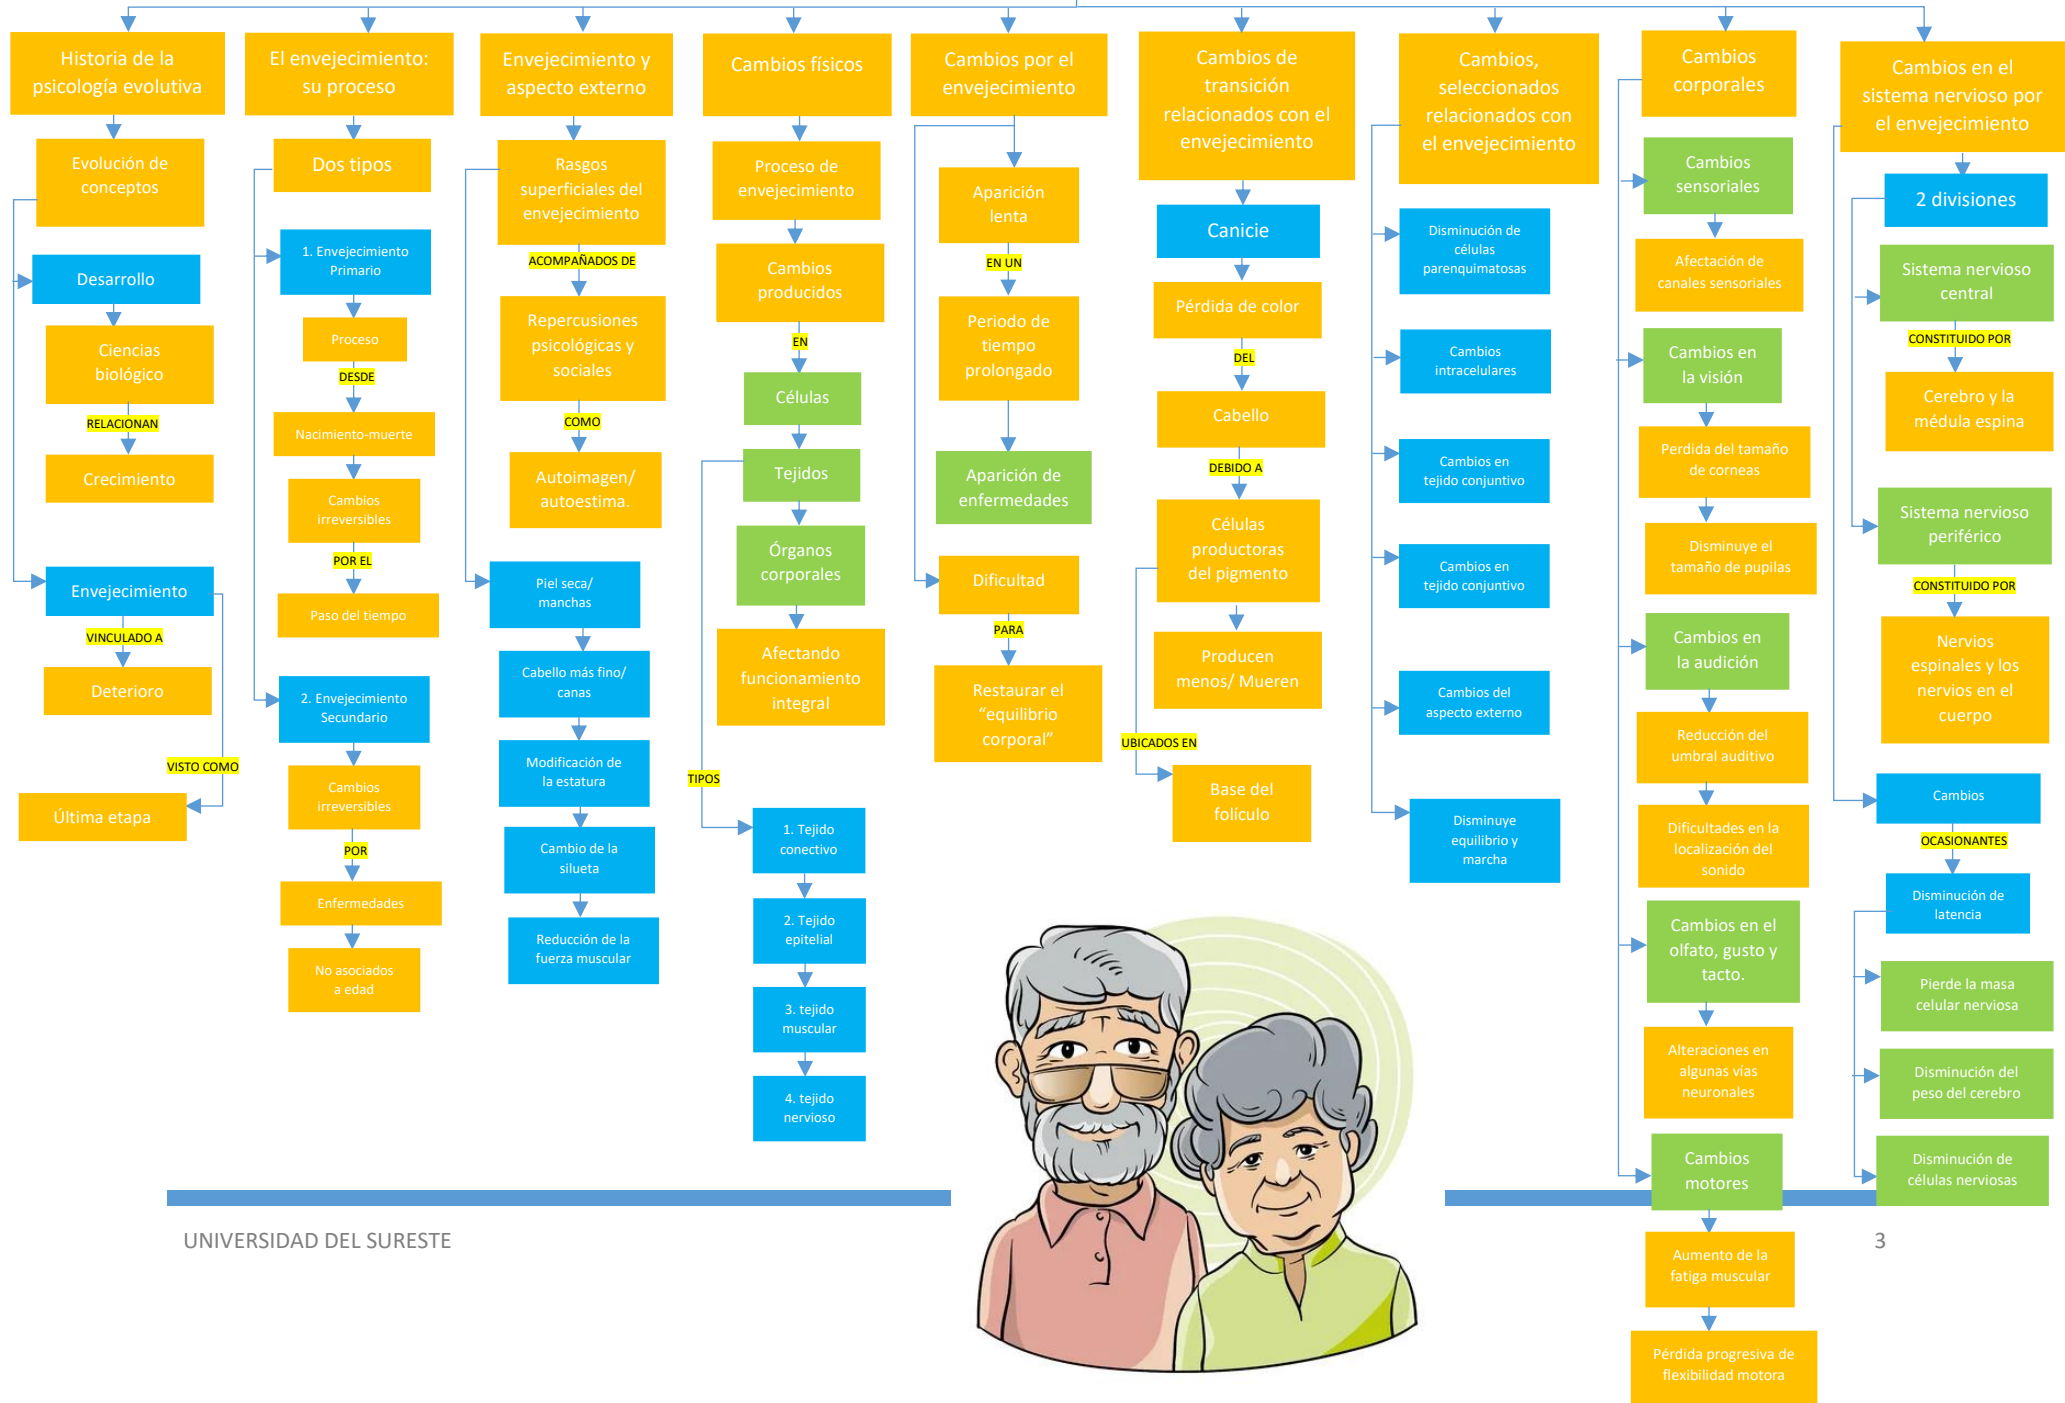 Historia de la
psicología evolutiva
Evolución de
conceptos
Desarrollo
Ciencias
biológico
RELACIONAN
Crecimiento
Envejecimiento
VINCULADO A
Deterioro
VISTO COMO
Última etapa
El envejecimiento:
su proceso
Dos tipos
1. Envejecimiento
Primario
Proceso
DESDE
Nacimiento-muerte
Cambios
irreversibles
POR EL
Paso del tiempo
2. Envejecimiento
Secundario
Cambios
irreversibles
POR
Enfermedades
No asociados
a edad
Envejecimiento y
aspecto externo
Rasgos
superficiales del
envejecimiento
ACOMPAÑADOS DE
Repercusiones
psicológicas y
sociales
COMO
Autoimagen/
autoestima.
Piel seca/
manchas
Cabello más fino/
canas
Modificación de
la estatura
Cambio de la
silueta
Reducción de la
fuerza muscular
Cambios físicos
Proceso de
envejecimiento
Cambios
producidos
EN
Células
Tejidos
Órganos
corporales
Afectando
funcionamiento
integral
TIPOS
1. Tejido
conectivo
2. Tejido
epitelial
3. tejido
muscular
4. tejido
nervioso
Cambios por el
envejecimiento
Aparición
lenta
EN UN
Periodo de
tiempo
prolongado
Aparición de
enfermedades
Dificultad
PARA
Restaurar el
“equilibrio
corporal”
Cambios de
transición
relacionados con el
envejecimiento
Canicie
Pérdida de color
DEL
Cabello
DEBIDO A
Células
productoras
del pigmento
Producen
menos/ Mueren
UBICADOS EN
Base del
folículo
Cambios,
seleccionados
relacionados con
el envejecimiento
Disminución de
células
parenquimatosas
Cambios
intracelulares
Cambios en
tejido conjuntivo
Cambios en
tejido conjuntivo
Cambios del
aspecto externo
Disminuye
equilibrio y
marcha
Cambios
corporales
Cambios
sensoriales
Afectación de
canales sensoriales
Cambios en
la visión
Perdida del tamaño
de corneas
Disminuye el
tamaño de pupilas
Cambios en
la audición
Reducción del
umbral auditivo
Dificultades en la
localización del
sonido
Cambios en el
olfato, gusto y
tacto.
Alteraciones en
algunas vías
neuronales
Cambios
motores
Aumento de la
fatiga muscular
Pérdida progresiva de
flexibilidad motora
Cambios en el
sistema nervioso por
el envejecimiento
2 divisiones
Sistema nervioso
central
CONSTITUIDO POR
Cerebro y la
médula espina
Sistema nervioso
periférico
CONSTITUIDO POR
Nervios
espinales y los
nervios en el
cuerpo
Cambios
OCASIONANTES
Disminución de
latencia
Pierde la masa
celular nerviosa
Disminución del
peso del cerebro
Disminución de
células nerviosas
UNIVERSIDAD DEL SURESTE
3